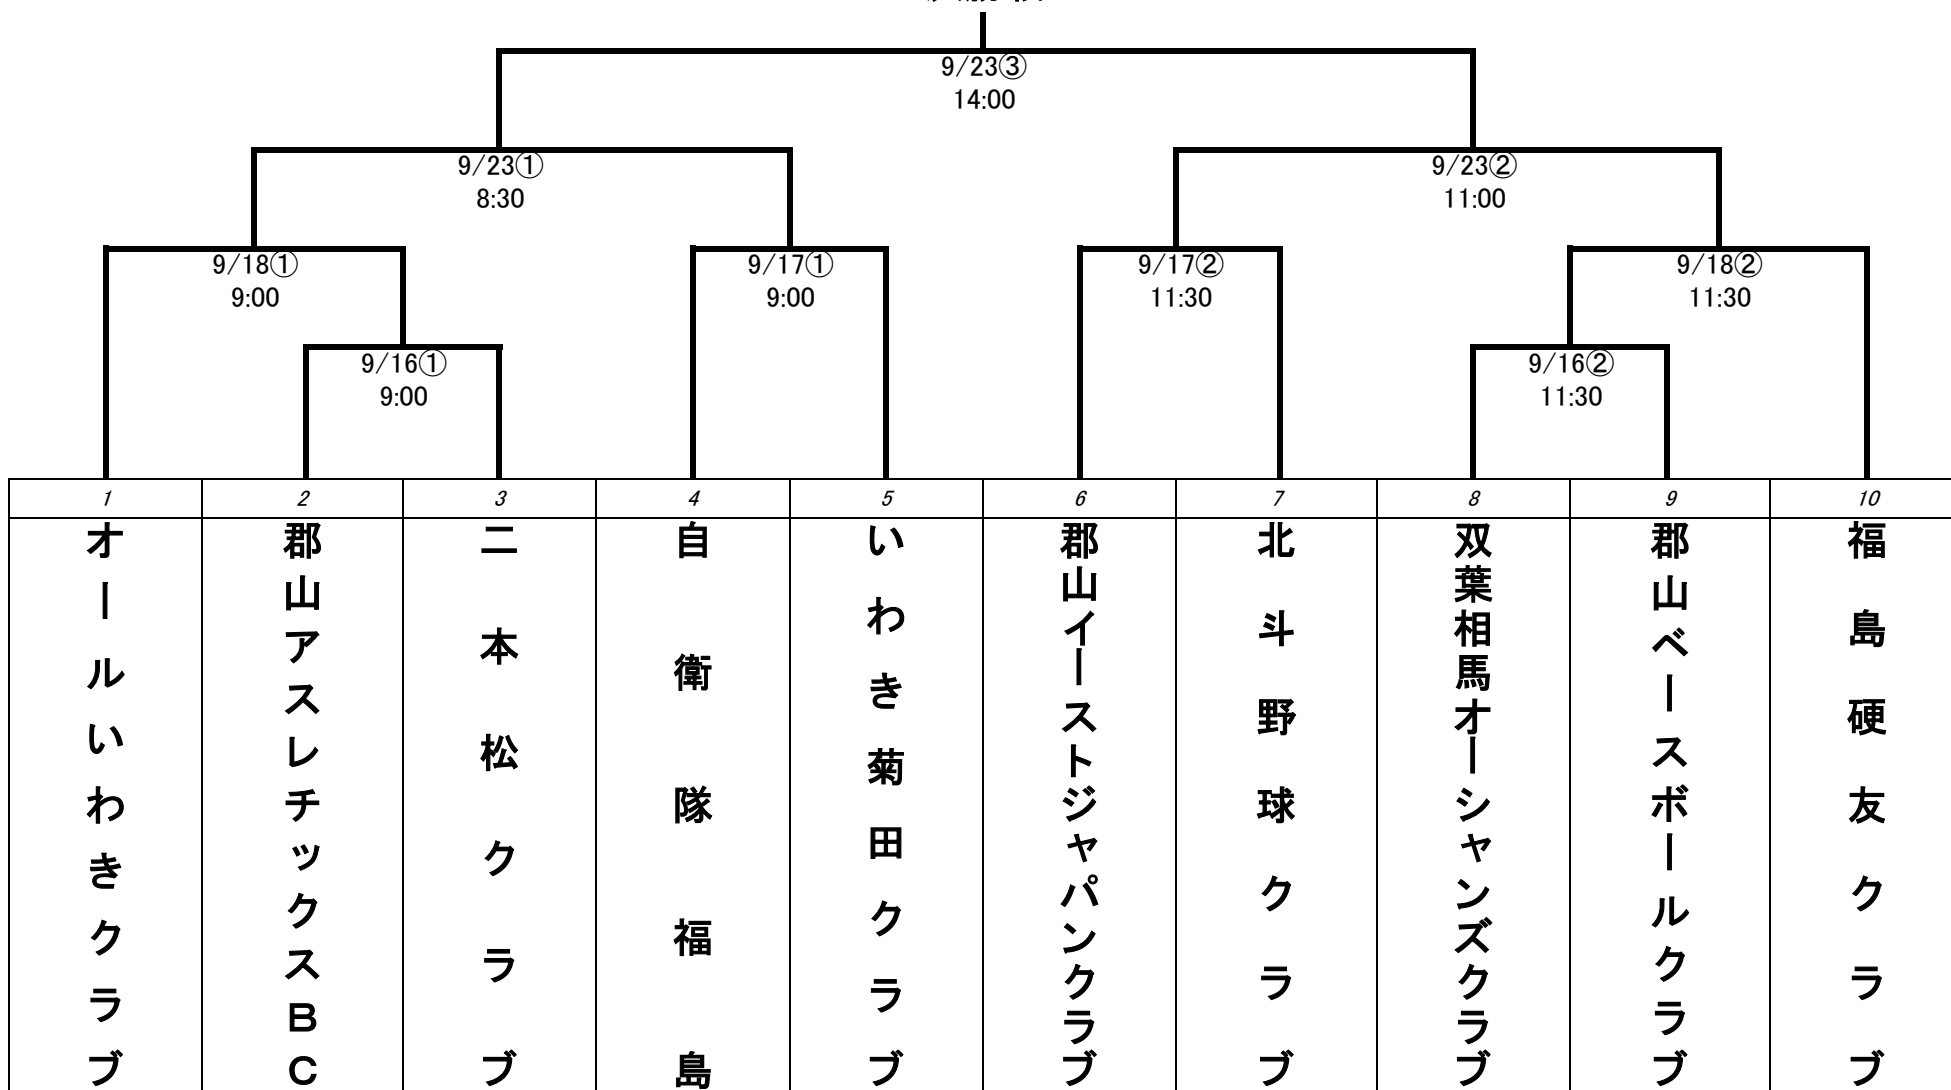 9/23③
14:00
9/23①
8:30
9/23②
11:00
9/18①
9:00
9/17①
9:00
9/17②
11:30
9/18②
11:30
9/16①
9:00
9/16②
11:30
1
2
3
4
5
6
7
8
9
10
オールいわきクラブ
郡山アスレチックスBC
二本松クラブ
自衛隊福島
いわき菊田クラブ
郡山イーストジャパンクラブ
北斗野球クラブ
双葉相馬オーシャンズクラブ
郡山ベースボールクラブ
福島硬友クラブ